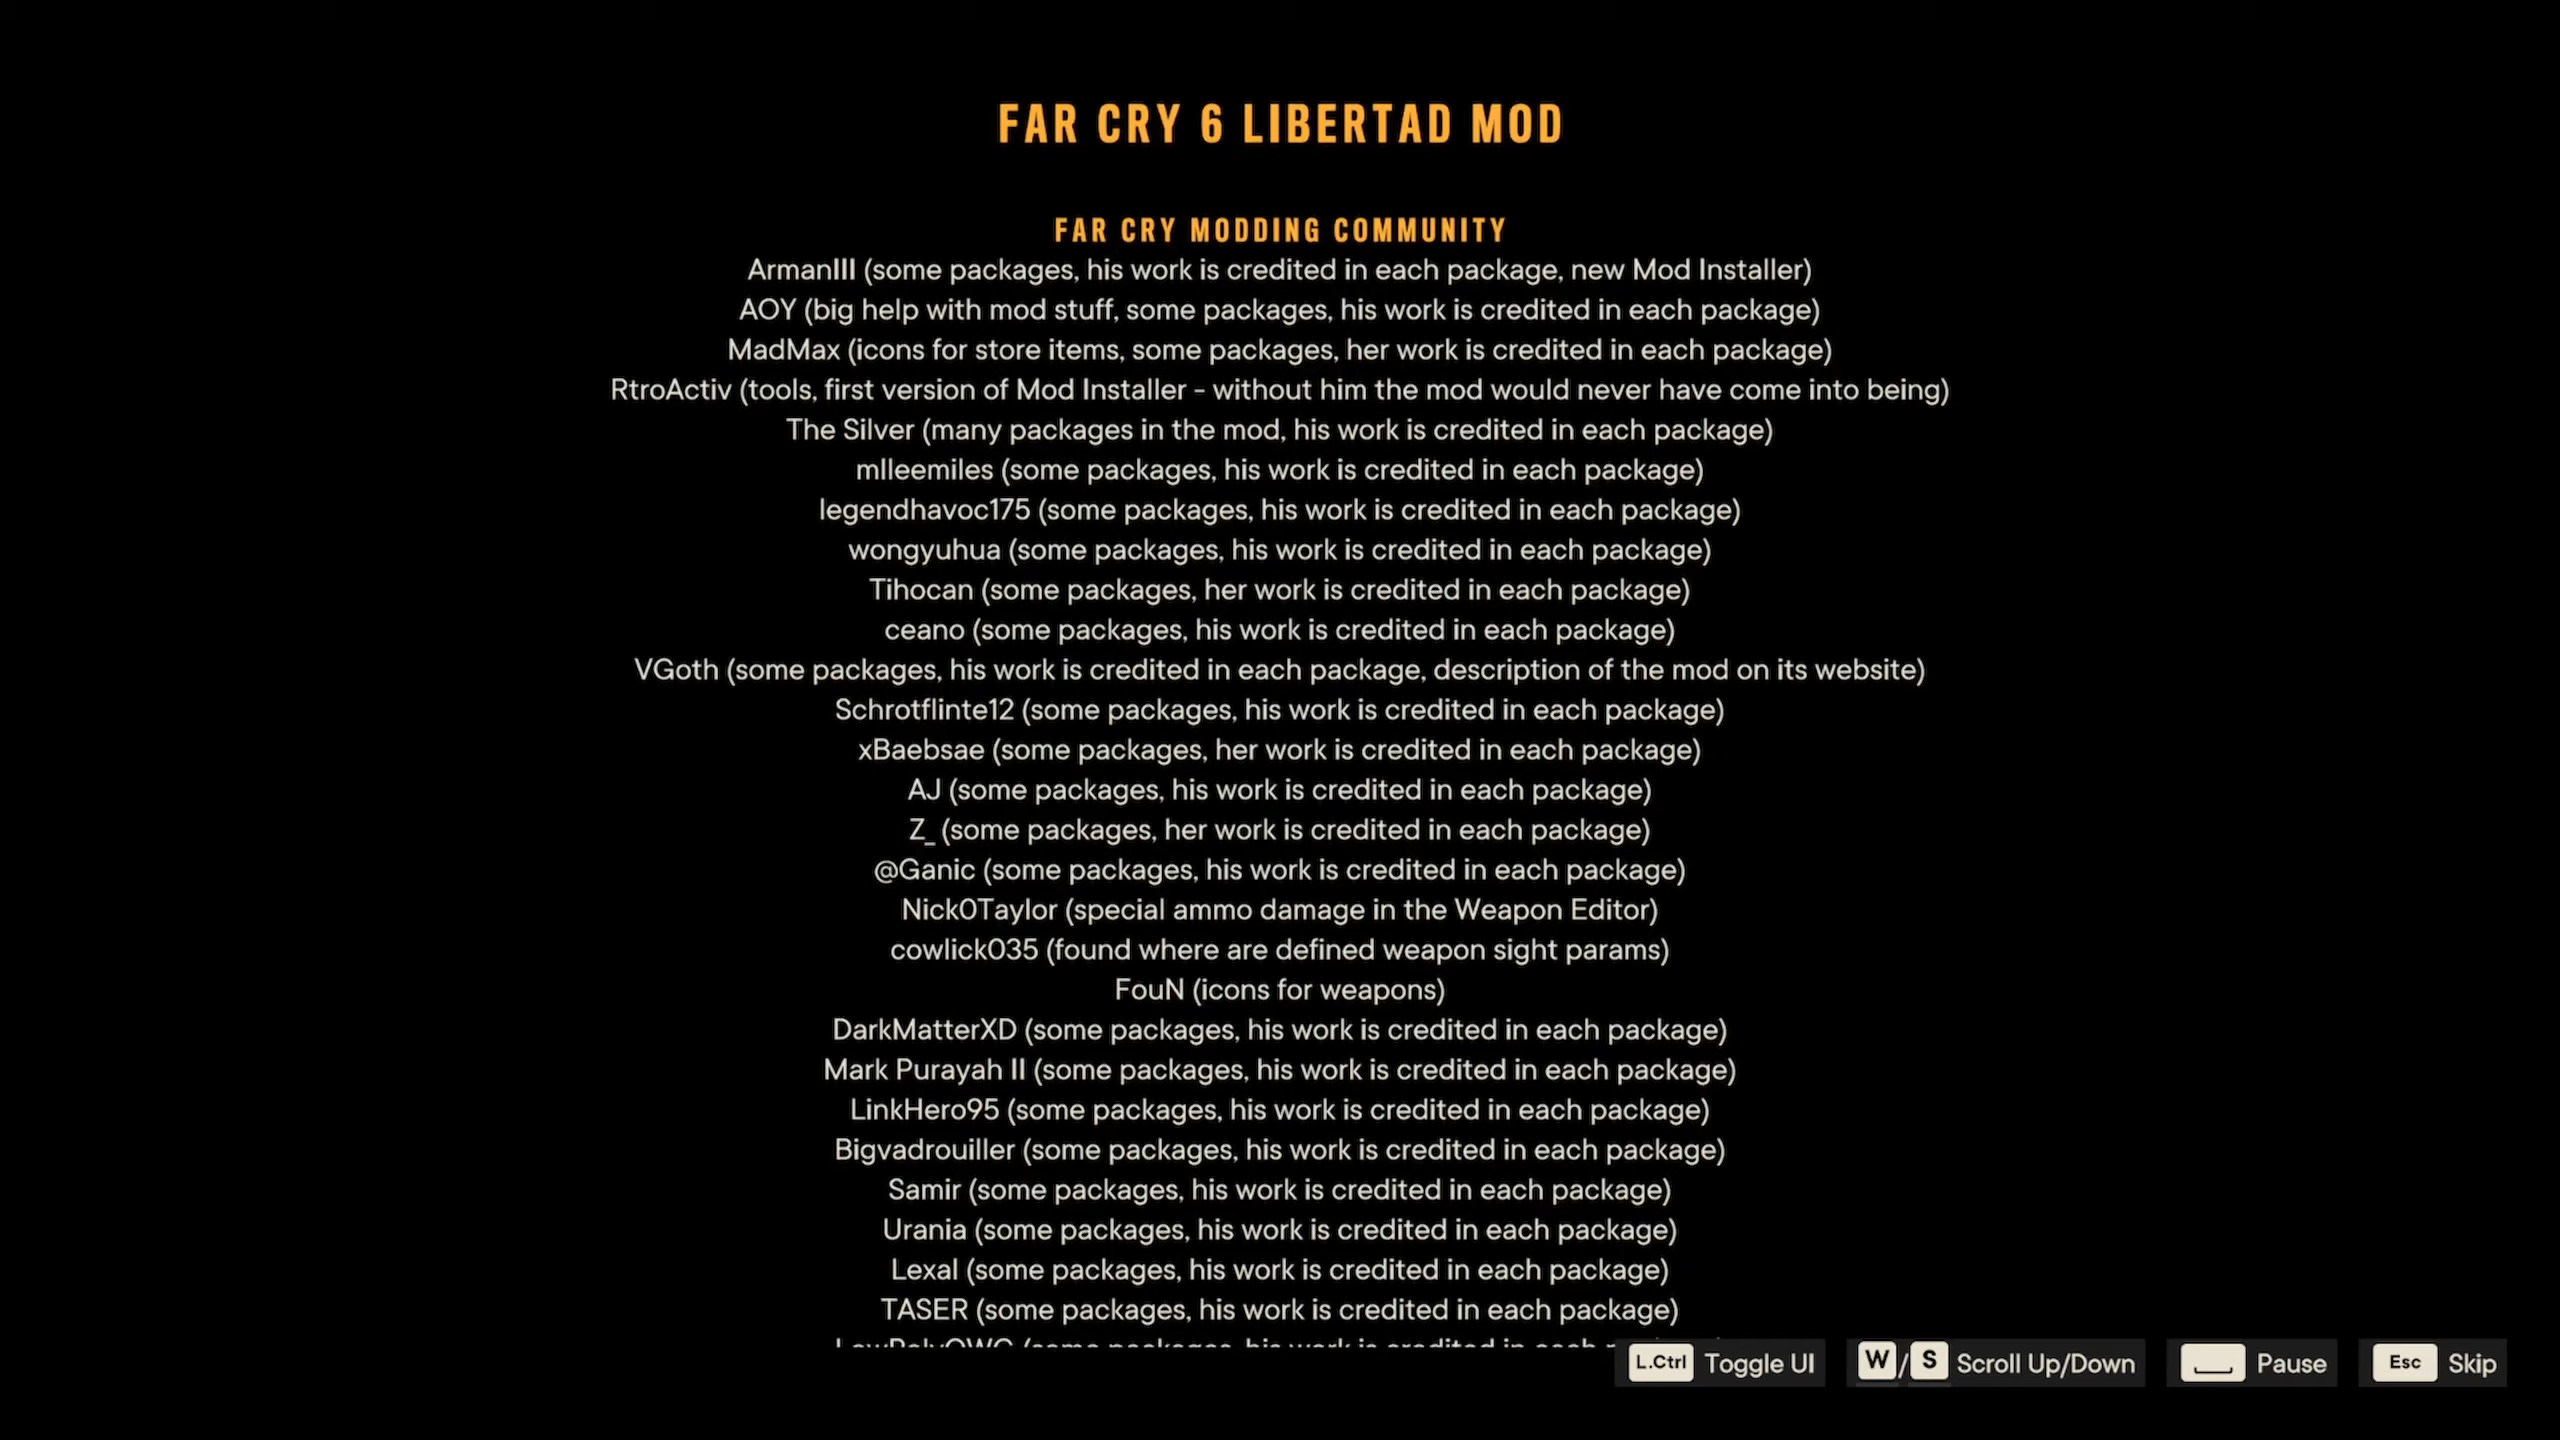 FAR CRY 6 LIBERTAD MOD
FAR CRY MODDING COMMUNITY
ArmanIII (some packages, his work is credited in each package, new Mod Installer)
AOY (big help with mod stuff, some packages, his work is credited in each package)
MadMax (icons for store items, some packages, her work is credited in each package)
RtroActiv (tools, first version of Mod Installer - without him the mod would never have come into being)
The Silver (many packages in the mod, his work is credited in each package)
mlleemiles (some packages, his work is credited in each package)
legendhavoc175 (some packages, his work is credited in each package)
wongyuhua (some packages, his work is credited in each package)
Tihocan (some packages, her work is credited in each package)
ceano (some packages, his work is credited in each package)
VGoth (some packages, his work is credited in each package, description of the mod on its website)
Schrotflinte12 (some packages, his work is credited in each package)
xBaebsae (some packages, her work is credited in each package)
AJ (some packages, his work is credited in each package)
Z_ (some packages, her work is credited in each package)
@Ganic (some packages, his work is credited in each package)
Nick0Taylor (special ammo damage in the Weapon Editor)
cowlick035 (found where are defined weapon sight params)
FouN (icons for weapons)
DarkMatterXD (some packages, his work is credited in each package)
Mark Purayah II (some packages, his work is credited in each package)
LinkHero95 (some packages, his work is credited in each package)
Bigvadrouiller (some packages, his work is credited in each package)
Samir (some packages, his work is credited in each package)
Urania (some packages, his work is credited in each package)
Lexal (some packages, his work is credited in each package)
TASER (some packages, his work is credited in each package)
(some packages, his work is credited in each
L.Ctrl Toggle UI W/S Scroll Up/Down Pause Esc Skip